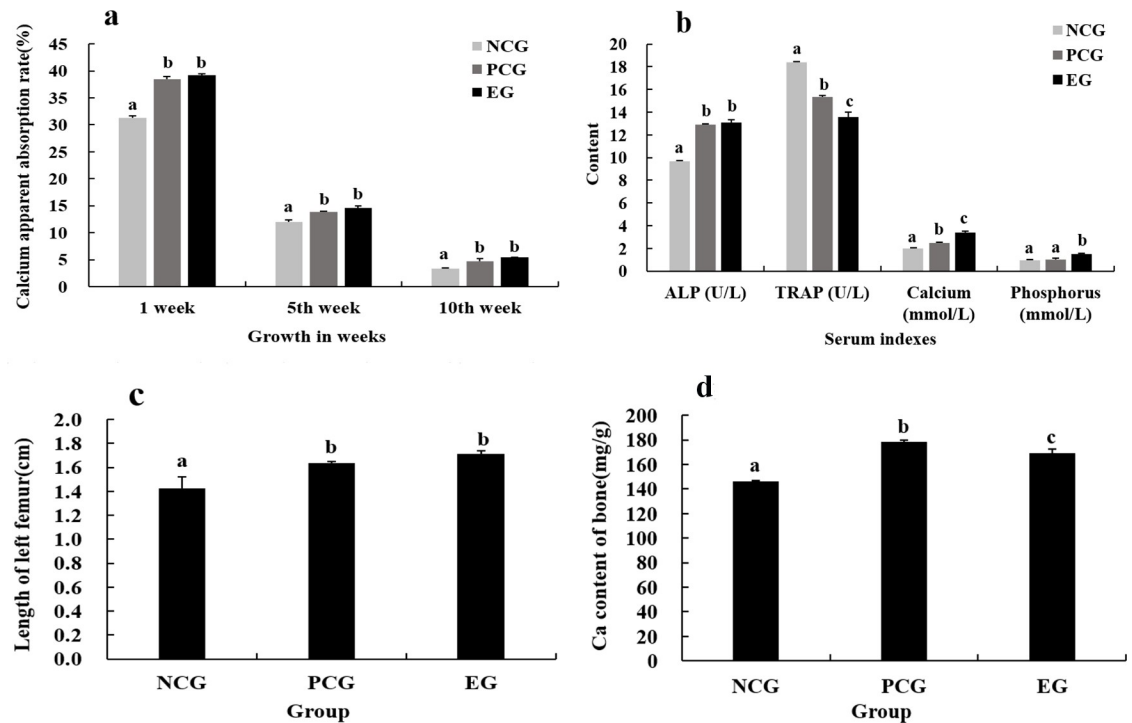 a
Calcium apparent absorption rate(%)
45
40
35
30
25
20
15
10
5
0
NCG
PCG
EG
a
b
b
a
b
b
a
b
b
1 week
5th week
10th week
Growth in weeks
b
Content
20
18
16
14
12
10
8
6
4
2
0
NCG
PCG
EG
a
b
b
a
b
c
a
b
c
a
a
b
ALP (U/L)
TRAP (U/L)
Calcium
(mmol/L)
Phosphorus
(mmol/L)
Serum indexes
c
Length of left femur(cm)
2.0
1.8
1.6
1.4
1.2
1.0
0.8
0.6
0.4
0.2
0.0
a
b
b
NCG
PCG
EG
Group
d
Ca content of bone(mg/g)
200
180
160
140
120
100
80
60
40
20
0
a
b
c
NCG
PCG
EG
Group